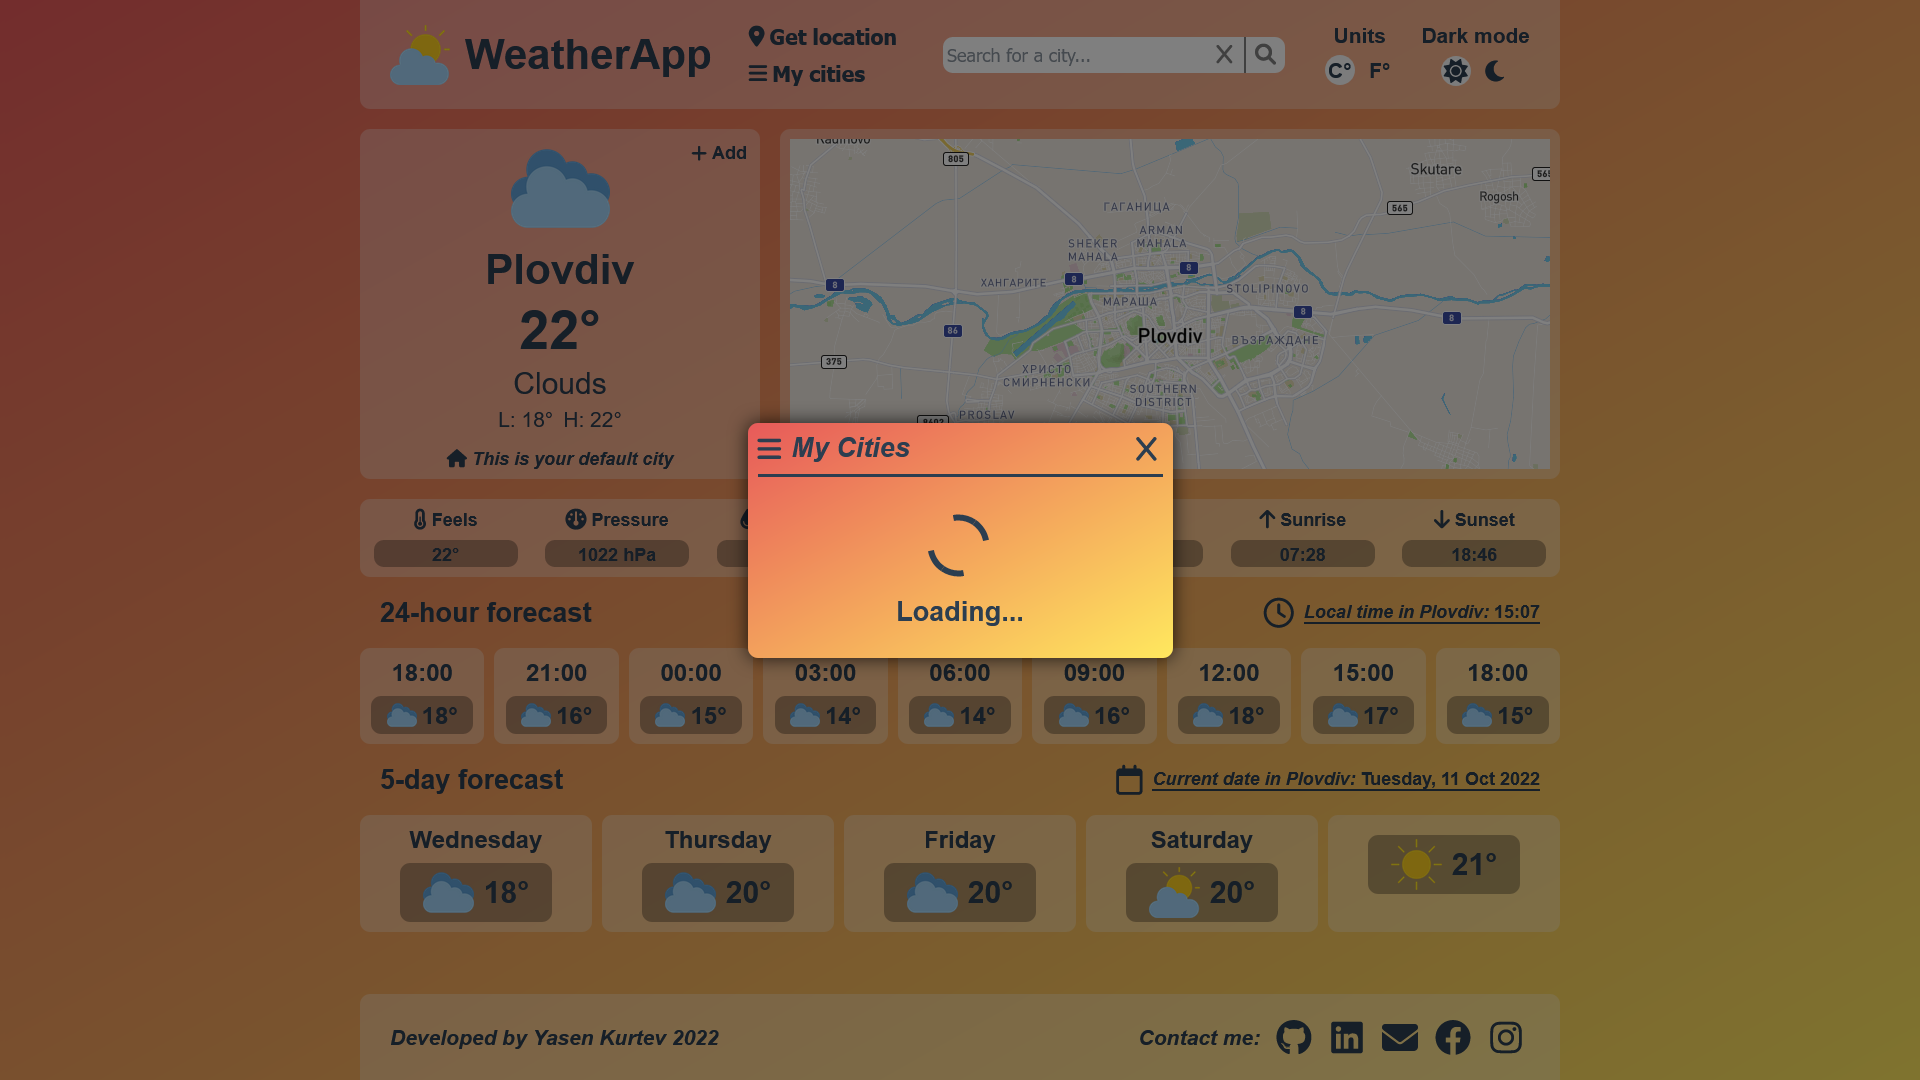 WeatherApp
Get location
My cities
Search for a city...
Units
C° F°
Dark mode
+ Add
Plovdiv
22°
Clouds
L: 18° H: 22°
This is your default city
805
Skutare
565
Rogosh
565
ГАГАНИЦА
ARMAN
MAHALA
SHEKER
MAHALA
ХАНГАРИТЕ
8
8
8
STOLIPINOVO
МАРАША
8
8
86
Plovdiv
ВЪЗРАЖДАНЕ
375
ХРИСТО
СМИРНЕНСКИ
SOUTHERN
DISTRICT
PROSLAV
My Cities
Loading...
Feels
22°
Pressure
1022 hPa
Sunrise
07:28
Sunset
18:46
24-hour forecast
Local time in Plovdiv: 15:07
18:00 21:00 00:00 03:00 06:00 09:00 12:00 15:00 18:00
18° 16° 15° 14° 14° 16° 18° 17° 15°
5-day forecast
Current date in Plovdiv: Tuesday, 11 Oct 2022
Wednesday Thursday Friday Saturday
18° 20° 20° 20° 21°
Developed by Yasen Kurtev 2022
Contact me: